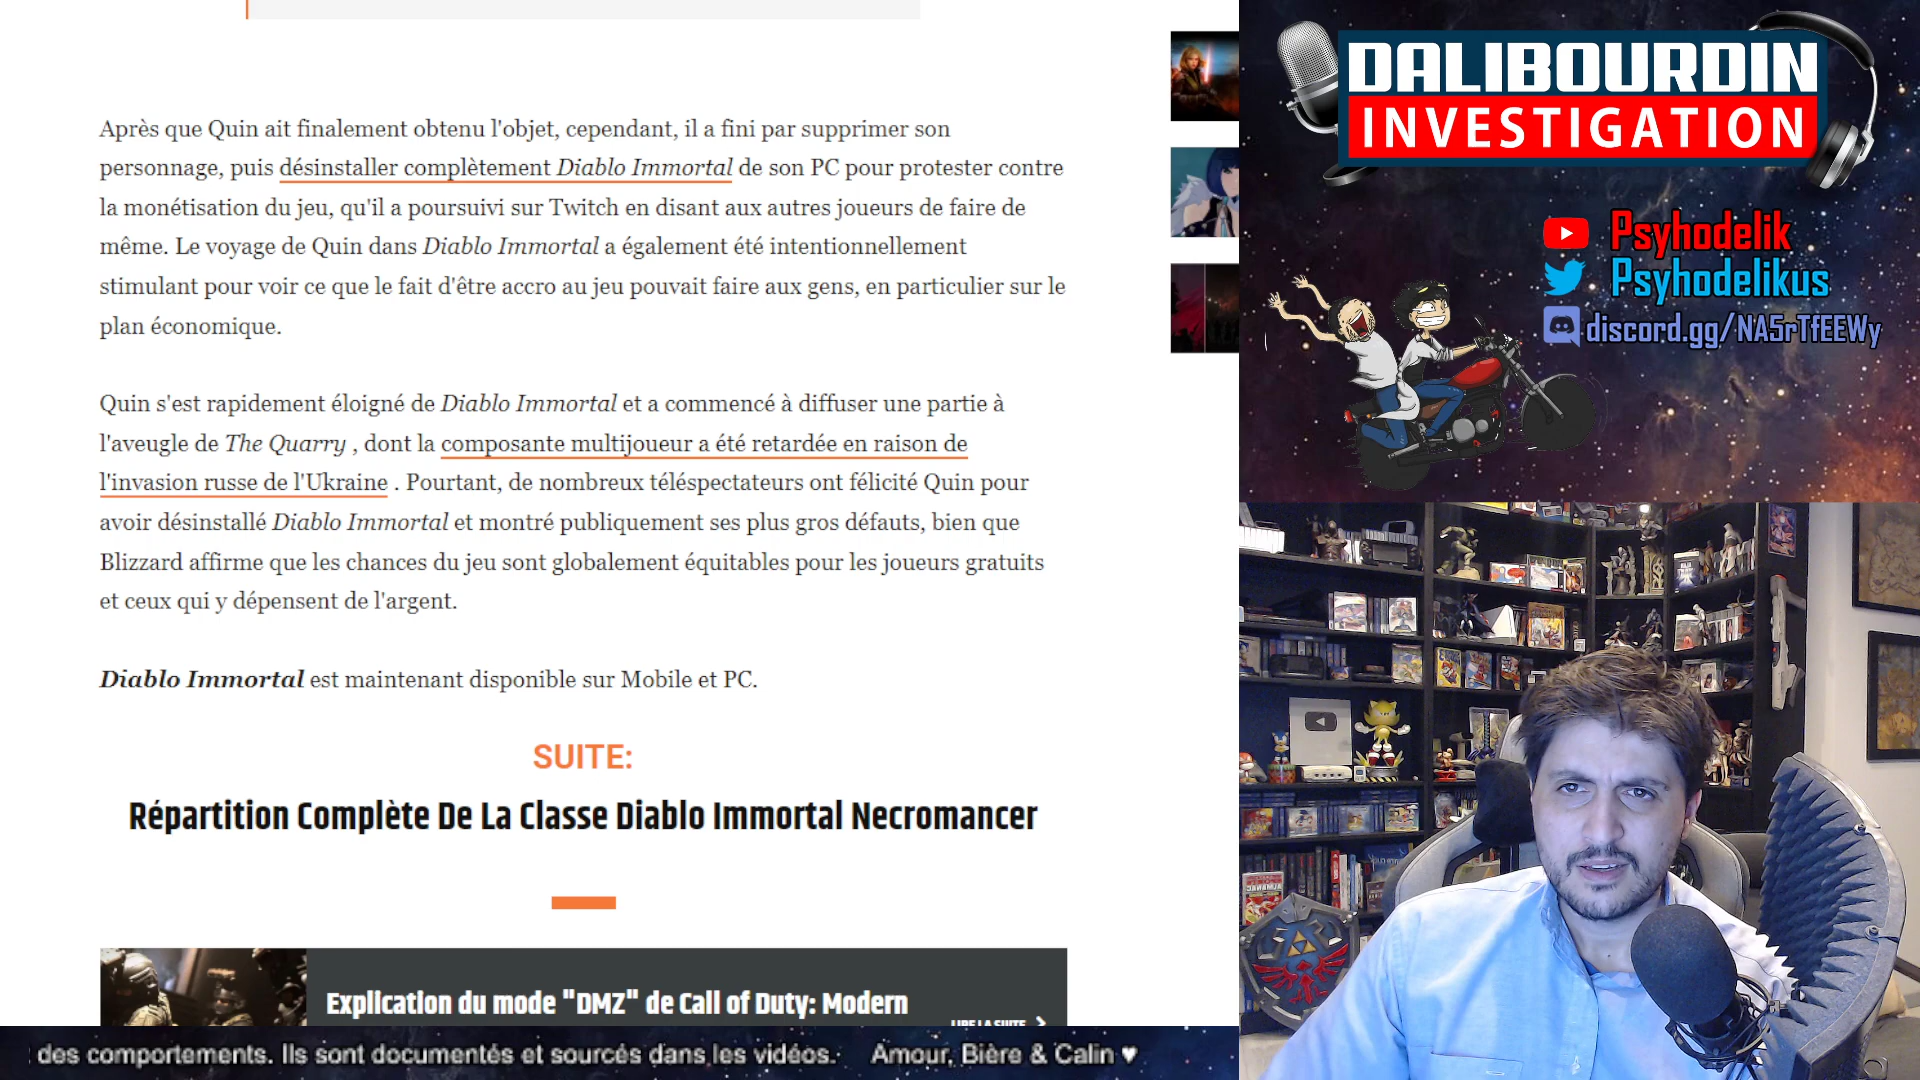 Après que Quin ait finalement obtenu l'objet, cependant, il a fini par supprimer son
personnage, puis désinstaller complètement Diablo Immortal de son PC pour protester contre
la monétisation du jeu, qu'il a poursuivi sur Twitch en disant aux autres joueurs de faire de
même. Le voyage de Quin dans Diablo Immortal a également été intentionnellement
stimulant pour voir ce que le fait d'être accro au jeu pouvait faire aux gens, en particulier sur le
plan économique.
Quin s'est rapidement éloigné de Diablo Immortal et a commencé à diffuser une partie à
l'aveugle de The Quarry , dont la composante multijoueur a été retardée en raison de
l'invasion russe de l'Ukraine . Pourtant, de nombreux téléspectateurs ont félicité Quin pour
avoir désinstallé Diablo Immortal et montré publiquement ses plus gros défauts, bien que
Blizzard affirme que les chances du jeu sont globalement équitables pour les joueurs gratuits
et ceux qui y dépensent de l'argent.
Diablo Immortal est maintenant disponible sur Mobile et PC.
SUITE:
Répartition Complète De La Classe Diablo Immortal Necromancer
Explication du mode "DMZ" de Call of Duty: Modern
LIRE LA SUITE
des comportements. Ils sont documentés et sourcés dans les vidéos. Amour, Bière & Calin ♥
DALIBOURDIN
INVESTIGATION
Psyhodelik
Psyhodelikus
discord.gg/NA5rTfEEWy